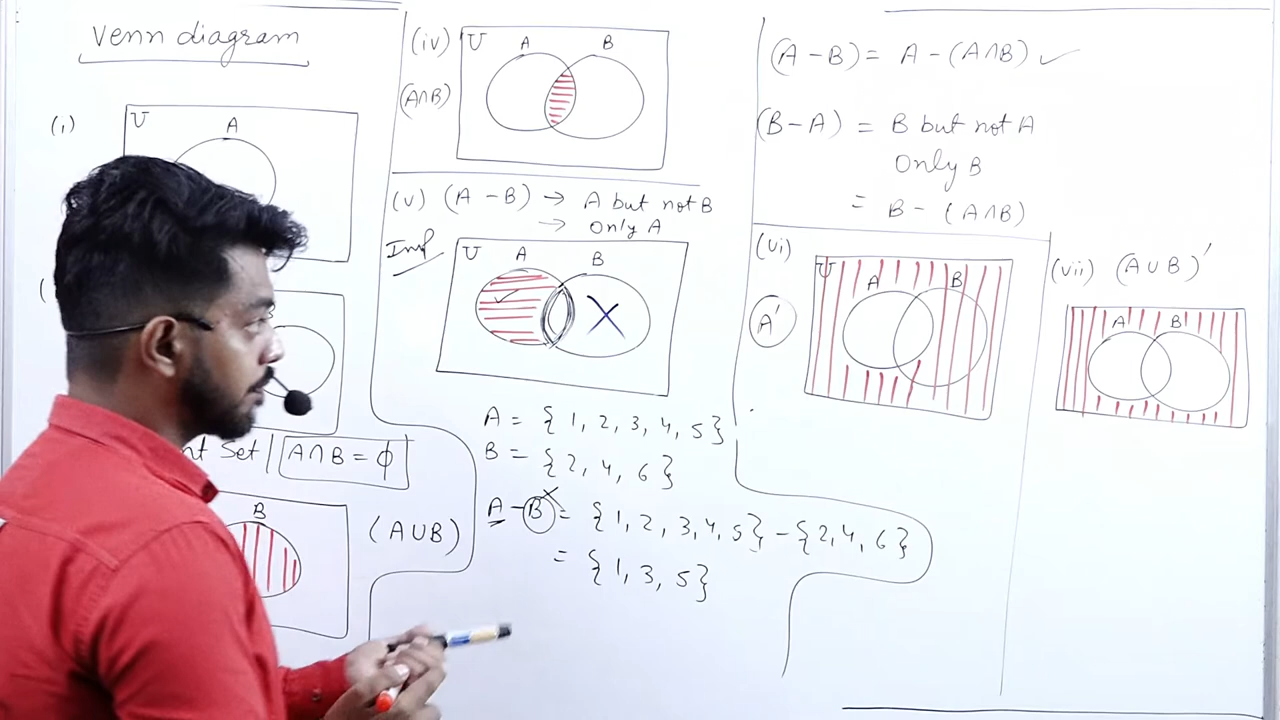 Venn diagram
(i)
U
A
(
nt Set | A∩B = ϕ
B
(A∪B)
(iv)
U A B
(A∩B)
(v) (A - B) → A but not B
→ Only A
Imp
U A B
A = {1, 2, 3, 4, 5}
B = {2, 4, 6}
A - B = {1, 2, 3, 4, 5} - {2, 4, 6}
= {1, 3, 5}
(A - B) = A - (A∩B) ✓
(B - A) = B but not A
Only B
= B - (A∩B)
(vi)
U
A B
A'
(vii) (A∪B)'
A B